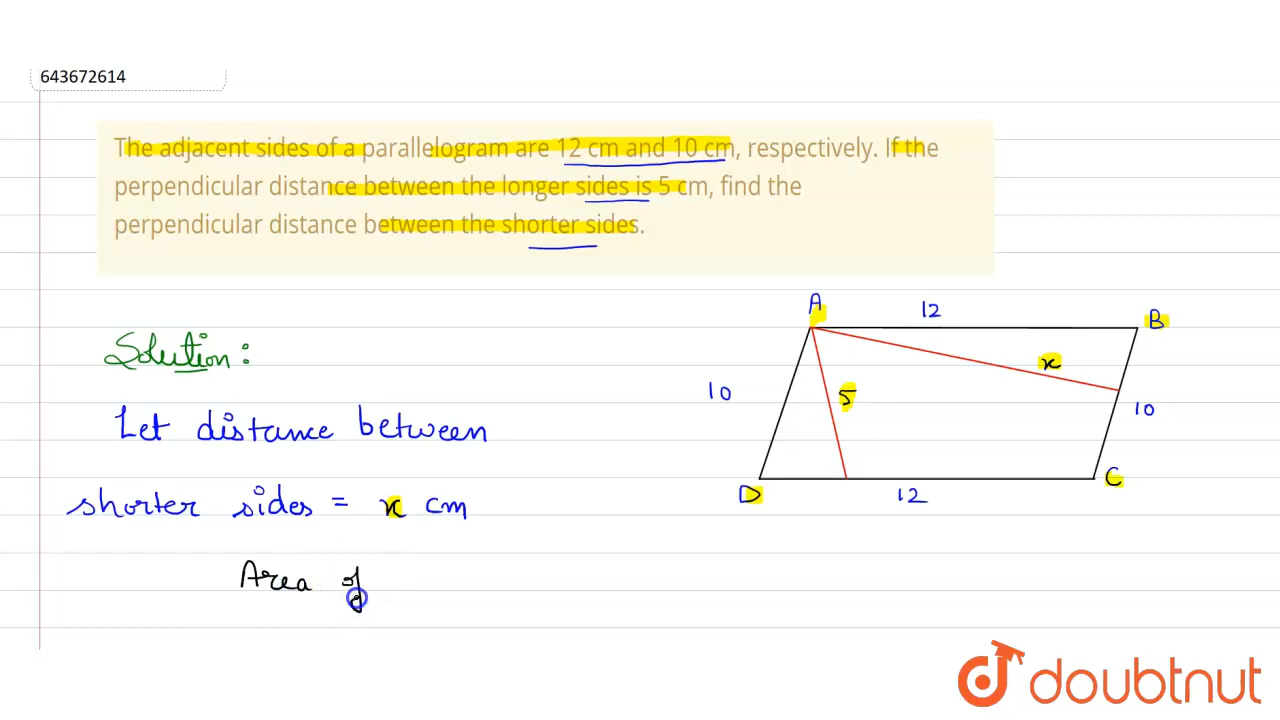 643672614
The adjacent sides of a parallelogram are 12 cm and 10 cm, respectively. If the
perpendicular distance between the longer sides is 5 cm, find the
perpendicular distance between the shorter sides.
A
12
B
Solution:
x
10
5
10
Let distance between
D
12
C
shorter sides = x cm
Area of
doubtnut